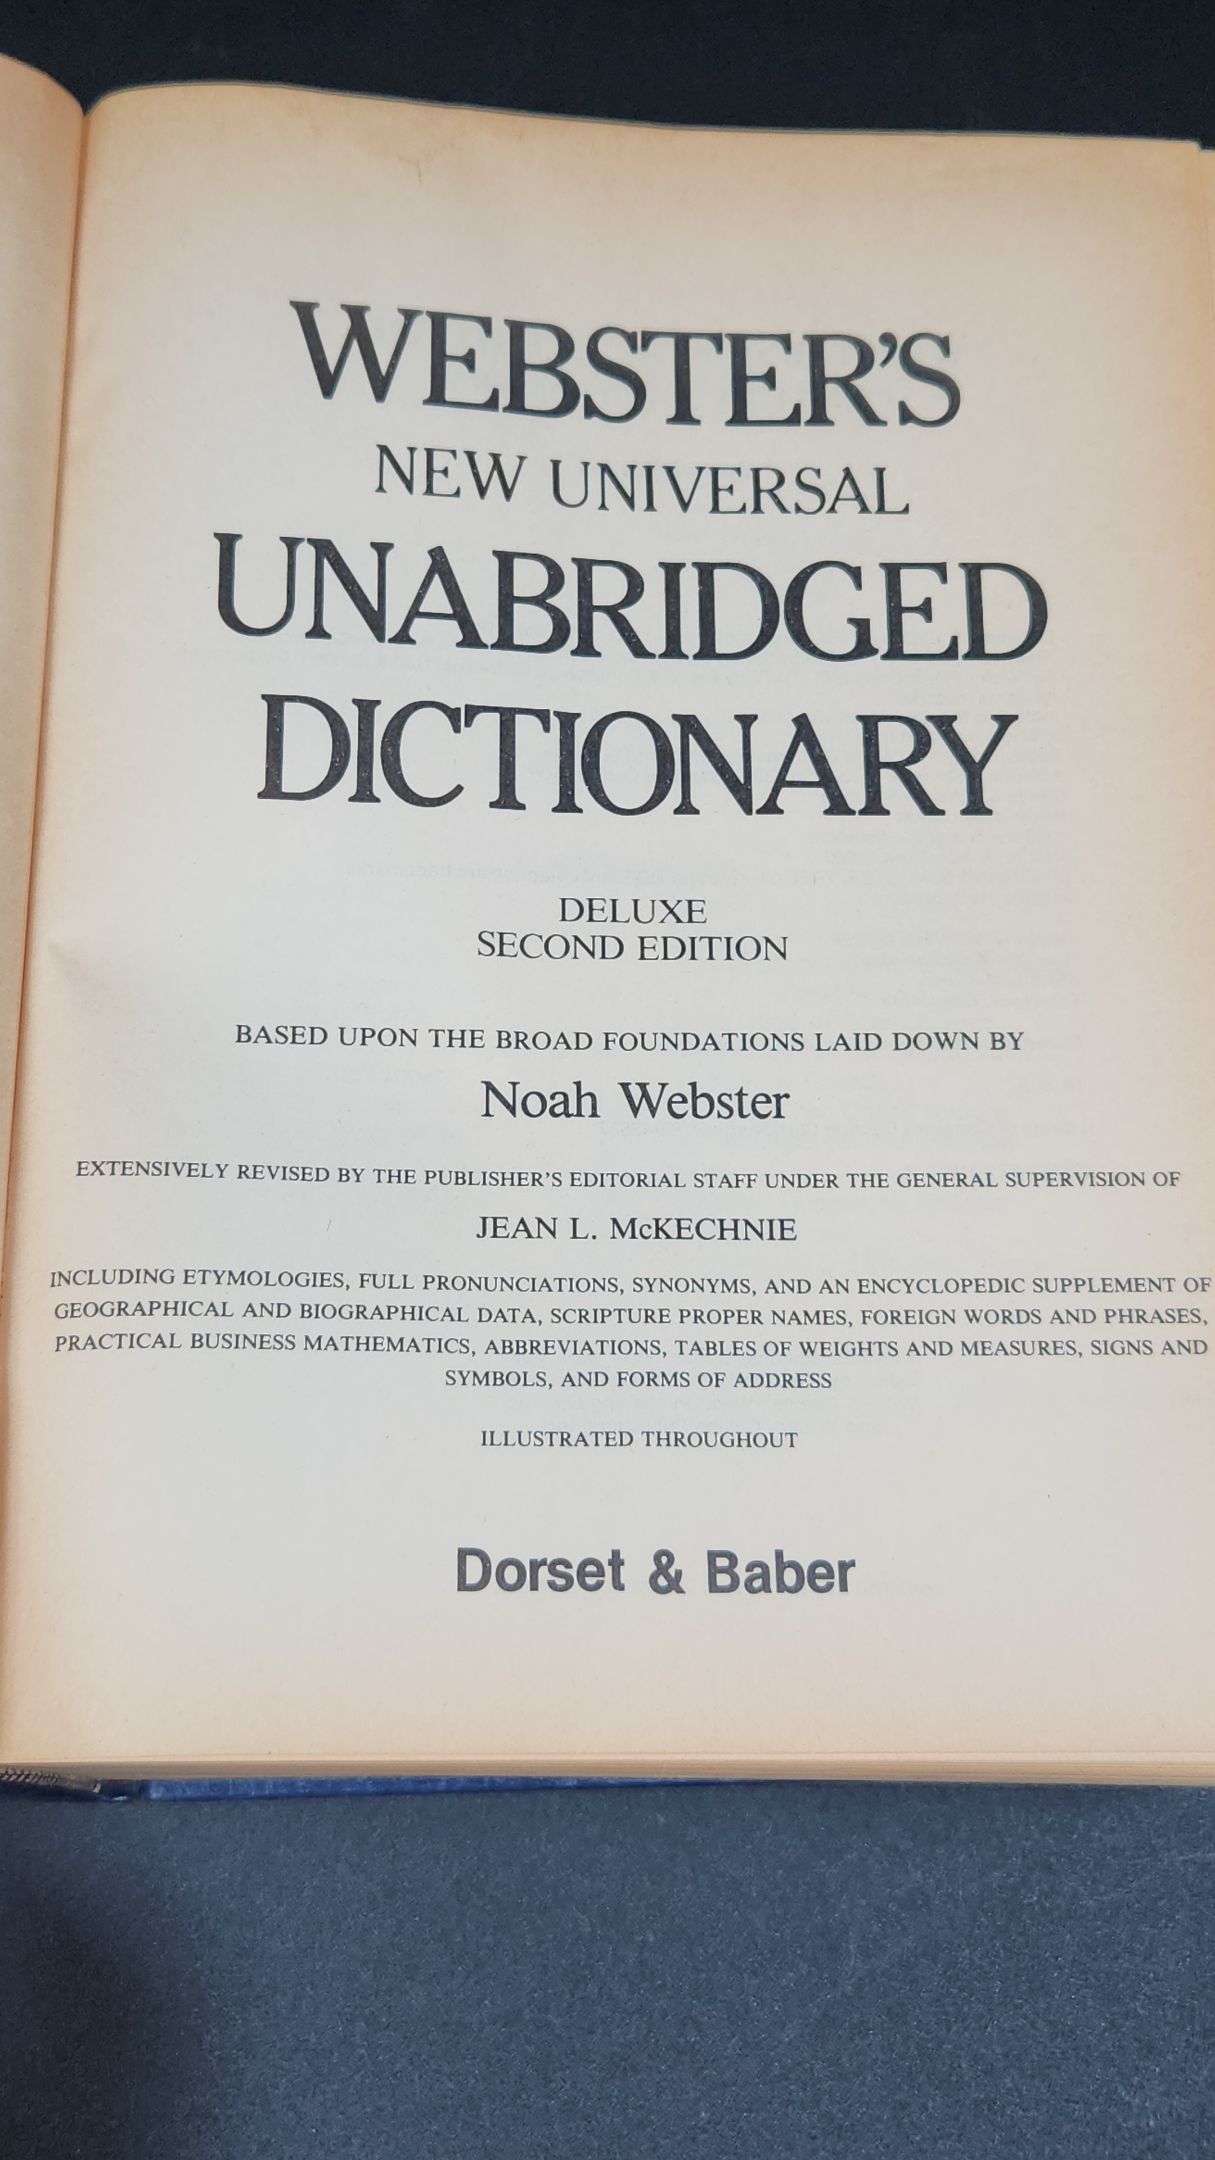 WEBSTER'S
NEW UNIVERSAL
UNABRIDGED
DICTIONARY
DELUXE
SECOND EDITION
BASED UPON THE BROAD FOUNDATIONS LAID DOWN BY
Noah Webster
EXTENSIVELY REVISED BY THE PUBLISHER'S EDITORIAL STAFF UNDER THE GENERAL SUPERVISION OF
JEAN L. McKECHNIE
INCLUDING ETYMOLOGIES, FULL PRONUNCIATIONS, SYNONYMS, AND AN ENCYCLOPEDIC SUPPLEMENT OF
GEOGRAPHICAL AND BIOGRAPHICAL DATA, SCRIPTURE PROPER NAMES, FOREIGN WORDS AND PHRASES,
PRACTICAL BUSINESS MATHEMATICS, ABBREVIATIONS, TABLES OF WEIGHTS AND MEASURES, SIGNS AND
SYMBOLS, AND FORMS OF ADDRESS
ILLUSTRATED THROUGHOUT
Dorset & Baber